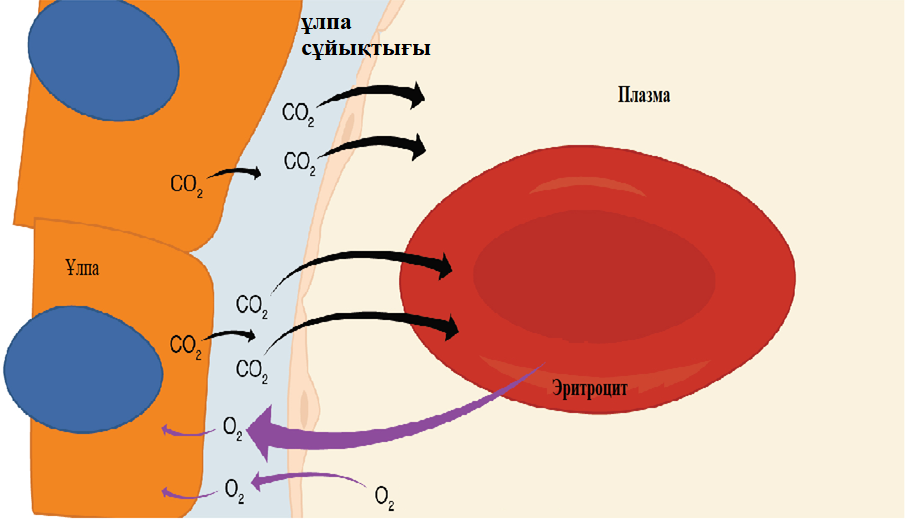 ұлпа
сұйықтығы
Плазма
CO₂
CO₂
CO₂
Ұлпа
CO₂
CO₂
CO₂
Эритроцит
O₂
O₂
O₂